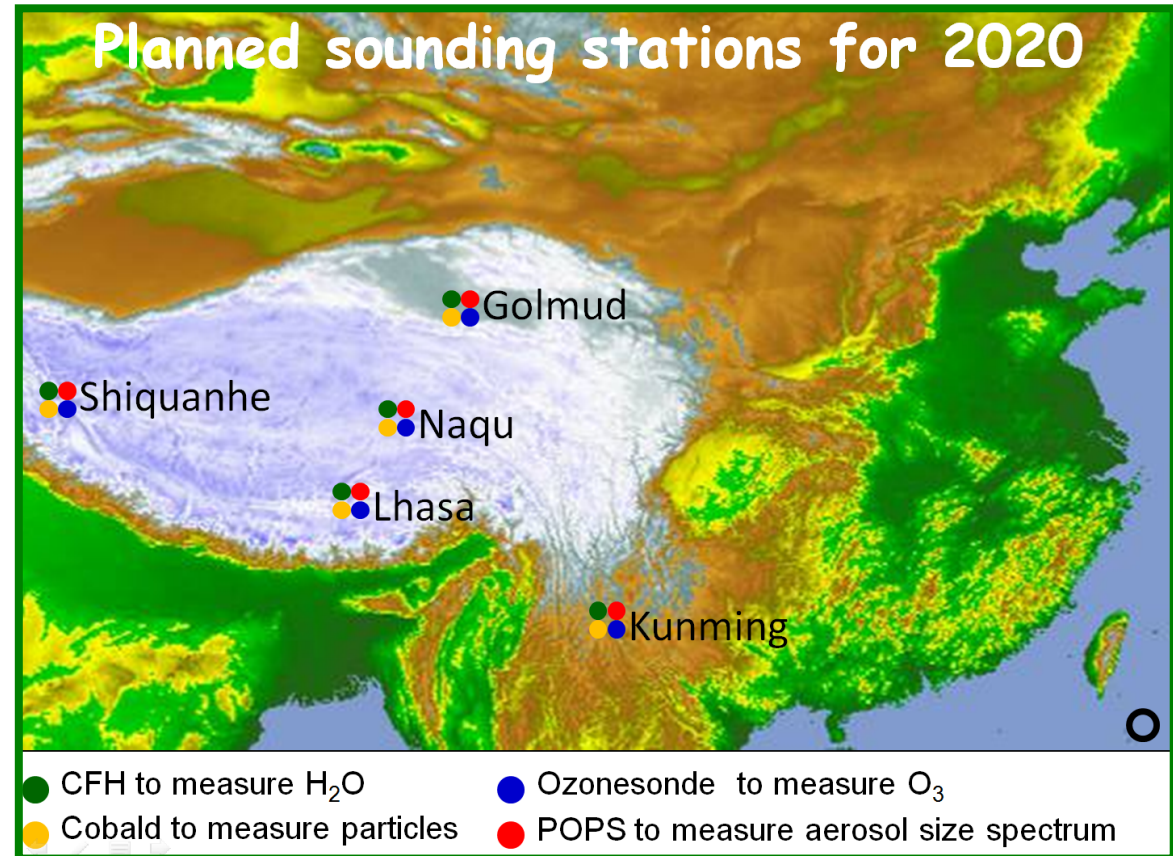 Planned sounding stations for 2020
Golmud
Shiquanhe
Naqu
Lhasa
Kunming
CFH to measure H₂O
Ozonesonde to measure O₃
Cobald to measure particles
POPS to measure aerosol size spectrum